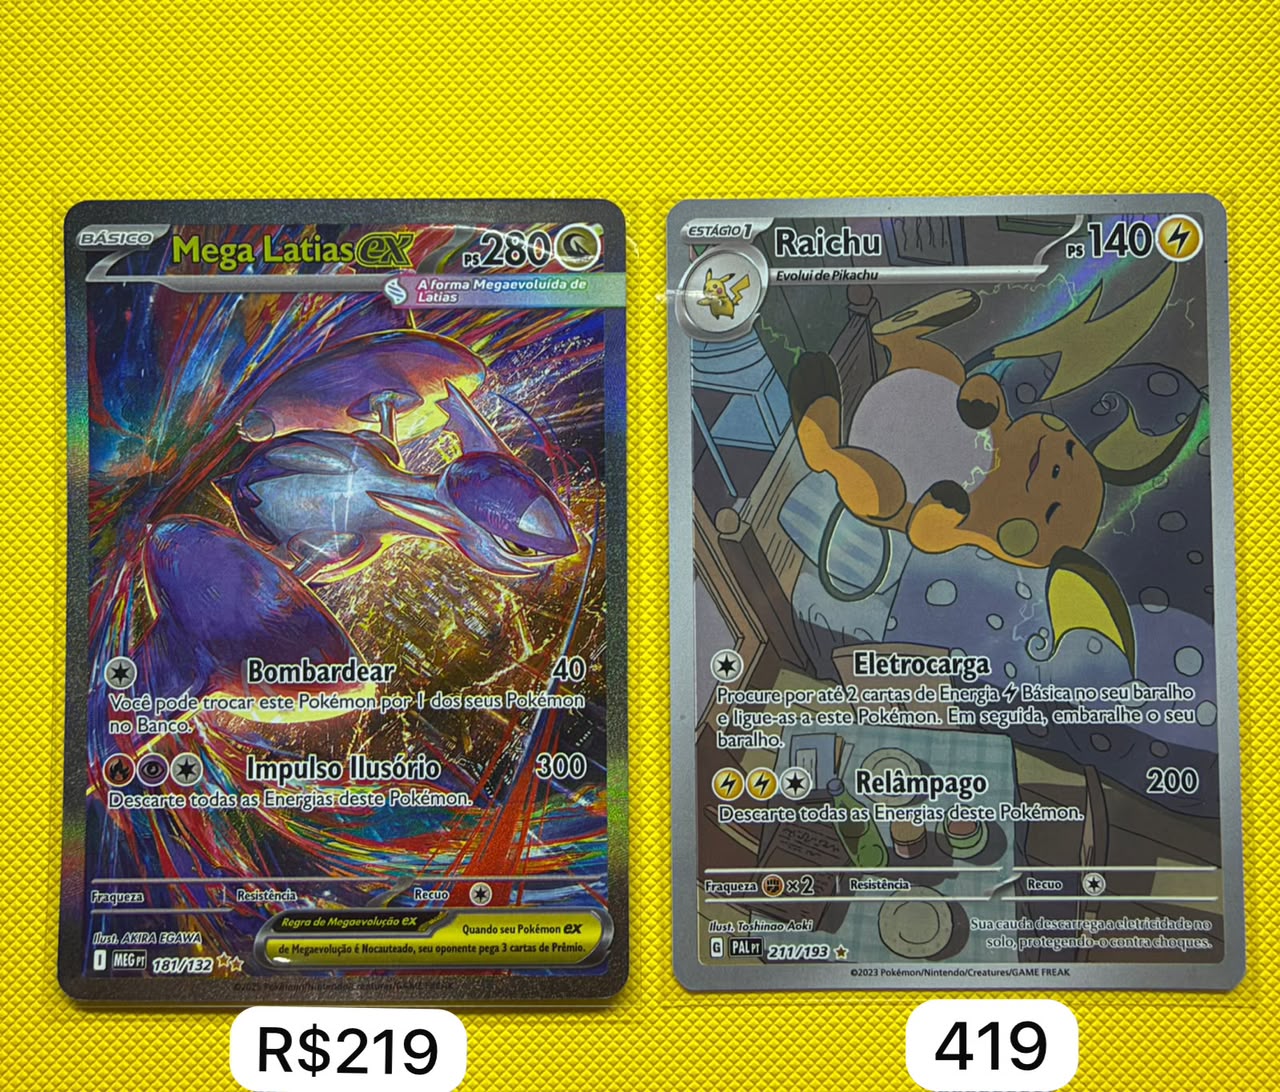 BÁSICO
Mega Latias ex
PS 280
A forma Megaevoluída de
Latias
Bombardear 40
Você pode trocar este Pokémon por 1 dos seus Pokémon
no Banco.
Impulso Ilusório 300
Descarte todas as Energias deste Pokémon.
Fraqueza Resistência Recuo
Regra de Megaevolução ex
Quando seu Pokémon ex
de Megaevolução é Nocauteado, seu oponente pega 3 cartas de Prêmio.
Ilust. AKIRA EGAWA
I MEG PT 181/132
©2025 Pokémon/Nintendo/Creatures/GAME FREAK
R$219
ESTÁGIO 1
Raichu
PS 140
Evolui de Pikachu
Eletrocarga
Procure por até 2 cartas de Energia Básica no seu baralho
e ligue-as a este Pokémon. Em seguida, embaralhe o seu
baralho.
Relâmpago 200
Descarte todas as Energias deste Pokémon.
Fraqueza ×2 Resistência Recuo
Ilust. Toshinao Aoki
G PAL PT 211/193
Sua cauda descarrega a eletricidade no
solo, protegendo-o contra choques.
©2023 Pokémon/Nintendo/Creatures/GAME FREAK
419